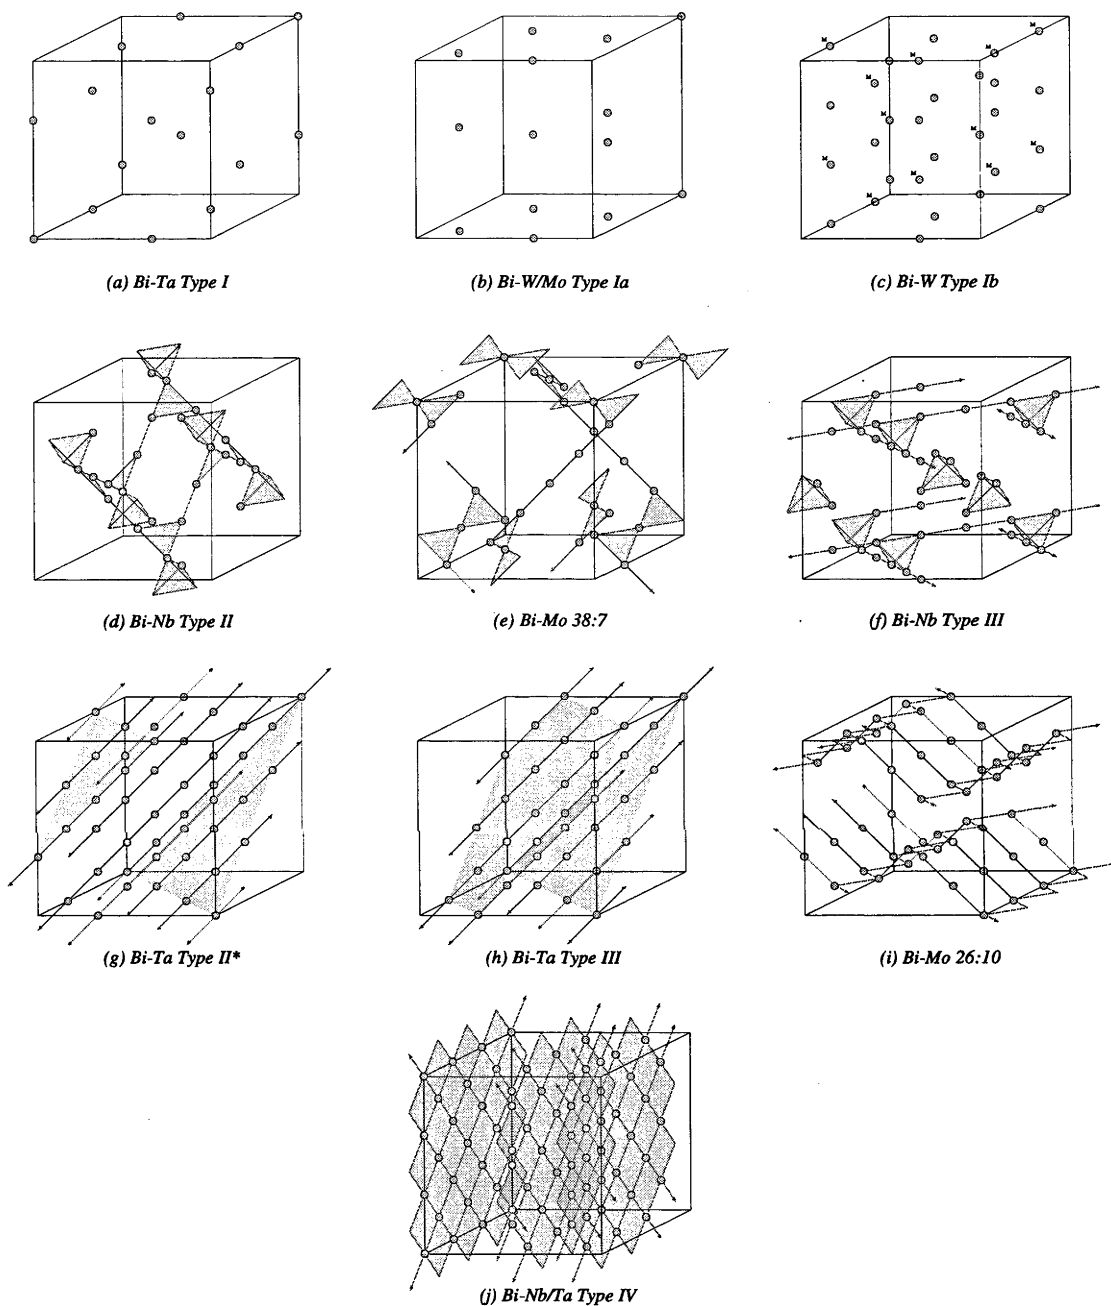 (a) Bi-Ta Type I
(b) Bi-W/Mo Type Ia
M
M
M
M
M
M
M
M
M
M
M
M
(c) Bi-W Type Ib
(d) Bi-Nb Type II
(e) Bi-Mo 38:7
(f) Bi-Nb Type III
(g) Bi-Ta Type II*
(h) Bi-Ta Type III
(i) Bi-Mo 26:10
(j) Bi-Nb/Ta Type IV